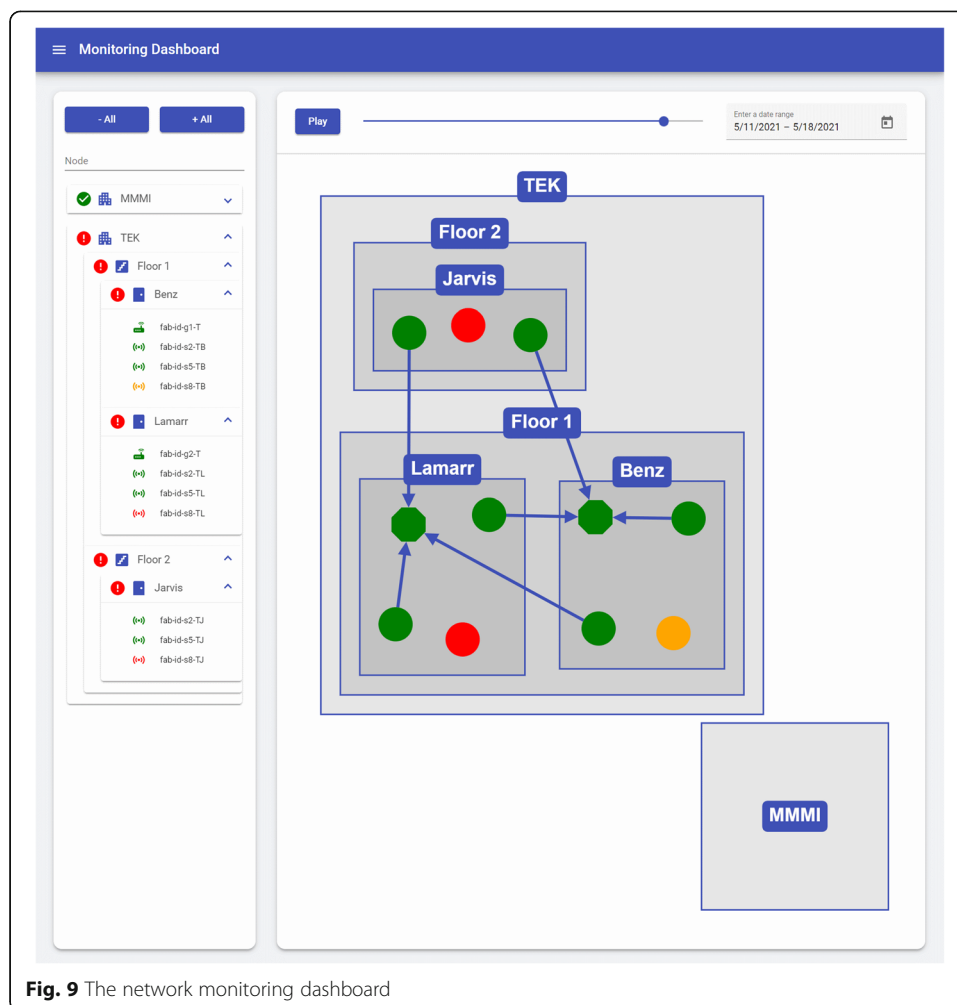 Monitoring Dashboard
- All
+ All
Node
MMMI
TEK
Floor 1
Benz
fab-id-g1-T
fab-id-s2-TB
fab-id-s5-TB
fab-id-s8-TB
Lamarr
fab-id-g2-T
fab-id-s2-TL
fab-id-s5-TL
fab-id-s8-TL
Floor 2
Jarvis
fab-id-s2-TJ
fab-id-s5-TJ
fab-id-s8-TJ
Play
Enter a date range
5/11/2021 – 5/18/2021
TEK
Floor 2
Jarvis
Floor 1
Lamarr
Benz
MMMI
Fig. 9 The network monitoring dashboard